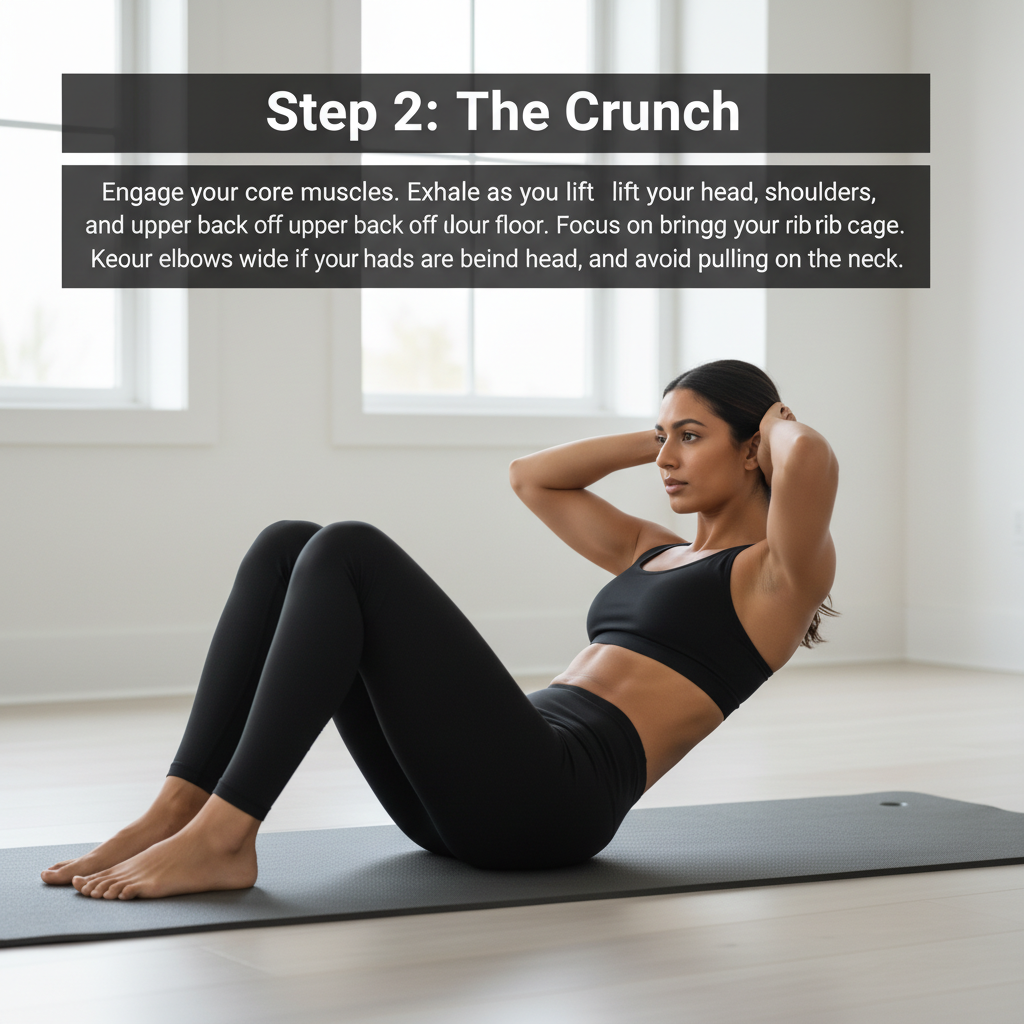 Step 2: The Crunch
Engage your core muscles. Exhale as you lift lift your head, shoulders,
and upper back off upper back off dour floor. Focus on bringg your rib rib cage.
Keour elbows wide if your hads are beind head, and avoid pulling on the neck.